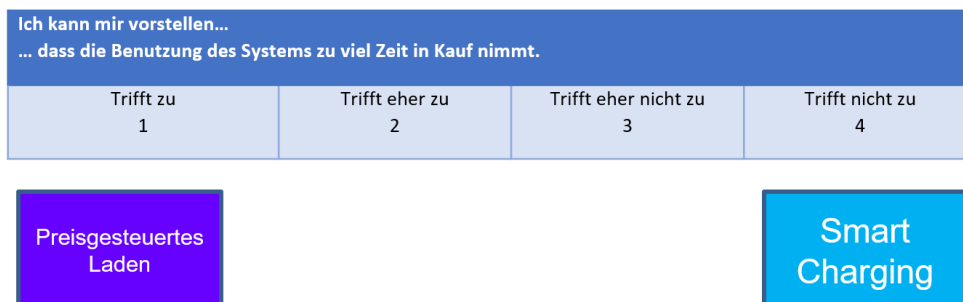 Ich kann mir vorstellen...
... dass die Benutzung des Systems zu viel Zeit in Kauf nimmt.
Trifft zu Trifft eher zu Trifft eher nicht zu Trifft nicht zu
1 2 3 4
Preisgesteuertes
Laden
Smart
Charging